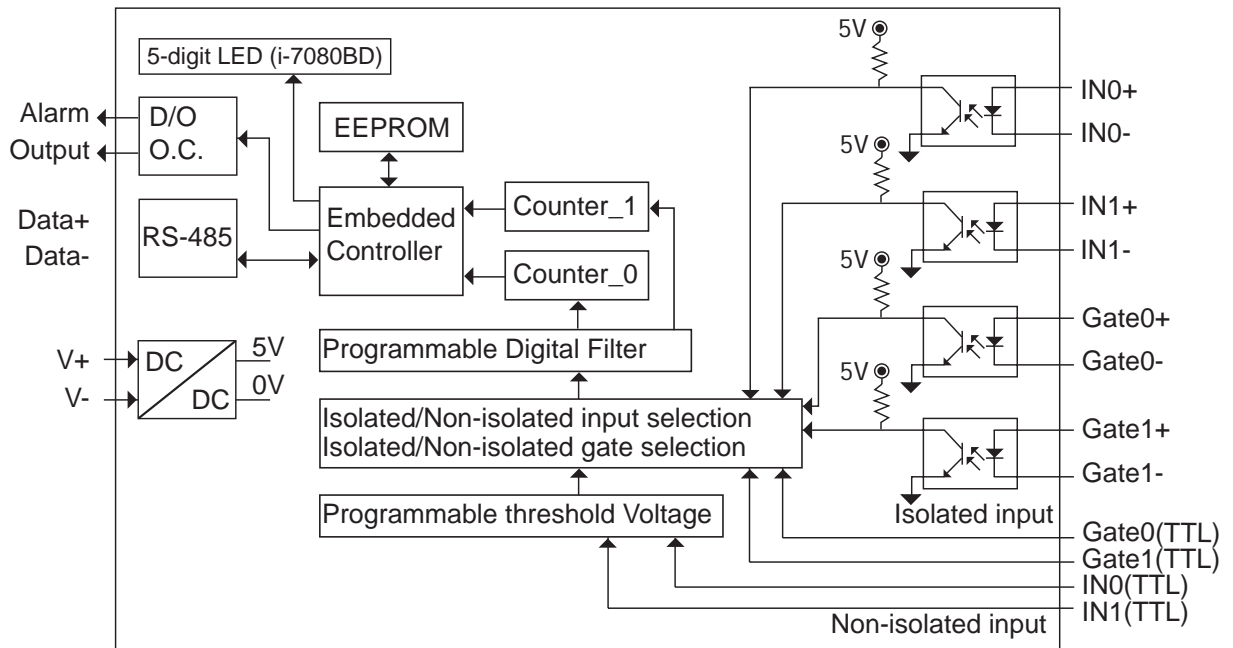 5-digit LED (i-7080BD)
Alarm
Output
D/O
O.C.
EEPROM
Data+
Data-
RS-485
Embedded
Controller
Counter_1
Counter_0
V+
V-
DC
DC
5V
0V
Programmable Digital Filter
Isolated/Non-isolated input selection
Isolated/Non-isolated gate selection
Programmable threshold Voltage
5V
IN0+
IN0-
5V
IN1+
IN1-
5V
Gate0+
Gate0-
5V
Gate1+
Gate1-
Isolated input
Gate0(TTL)
Gate1(TTL)
IN0(TTL)
IN1(TTL)
Non-isolated input